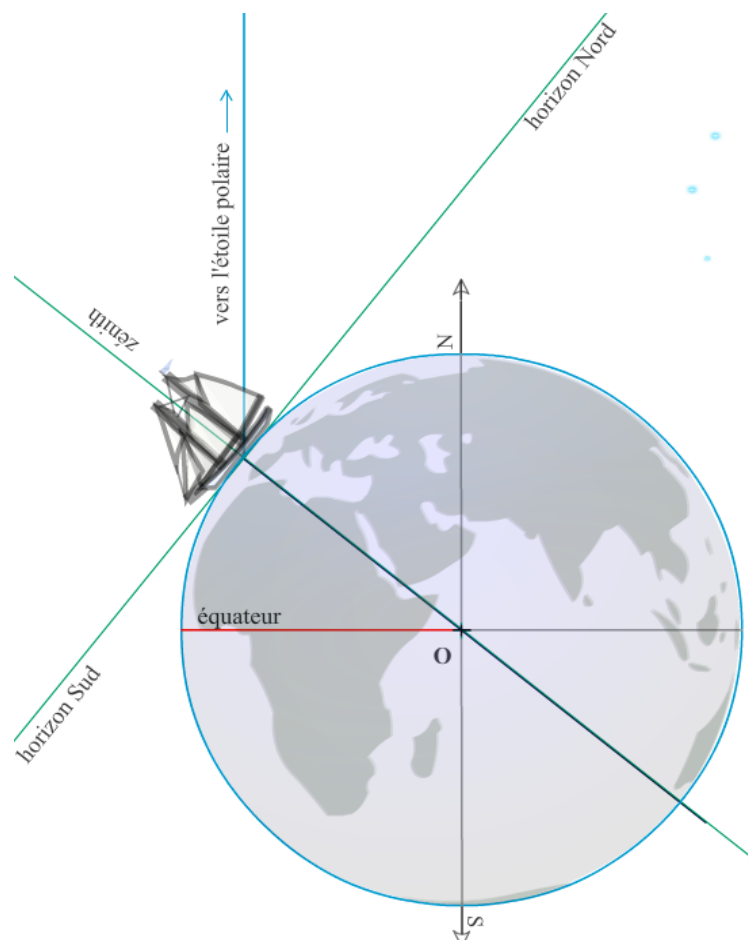 horizon Nord
vers l'étoile polaire
zénith
N
équateur
O
horizon Sud
S